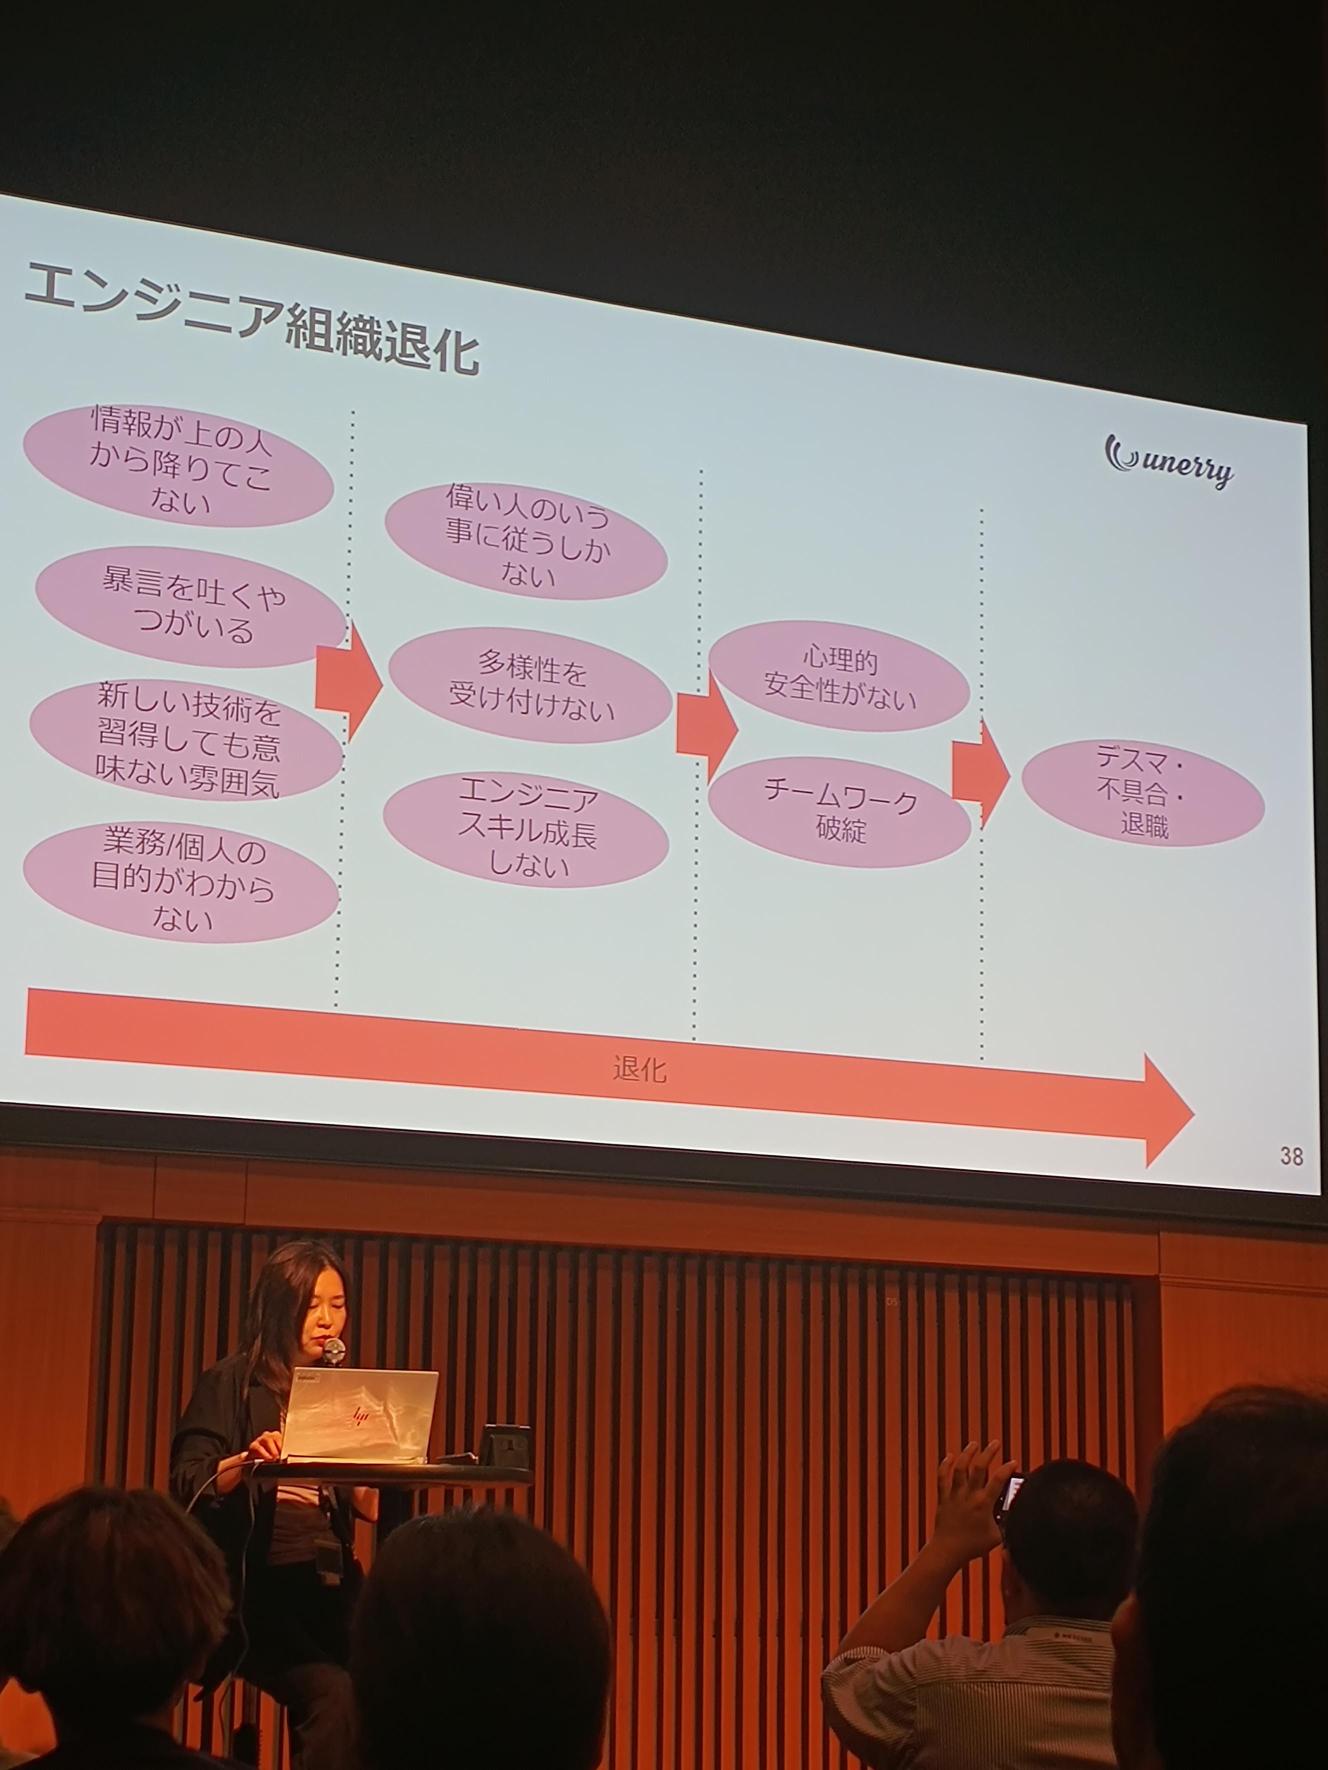 エンジニア組織退化
unerry
情報が上の人
から降りてこ
ない
暴言を吐くや
つがいる
新しい技術を
習得しても意
味ない雰囲気
業務/個人の
目的がわから
ない
偉い人のいう
事に従うしか
ない
多様性を
受け付けない
エンジニア
スキル成長
しない
心理的
安全性がない
チームワーク
破綻
デスマ・
不具合・
退職
退化
38
hp